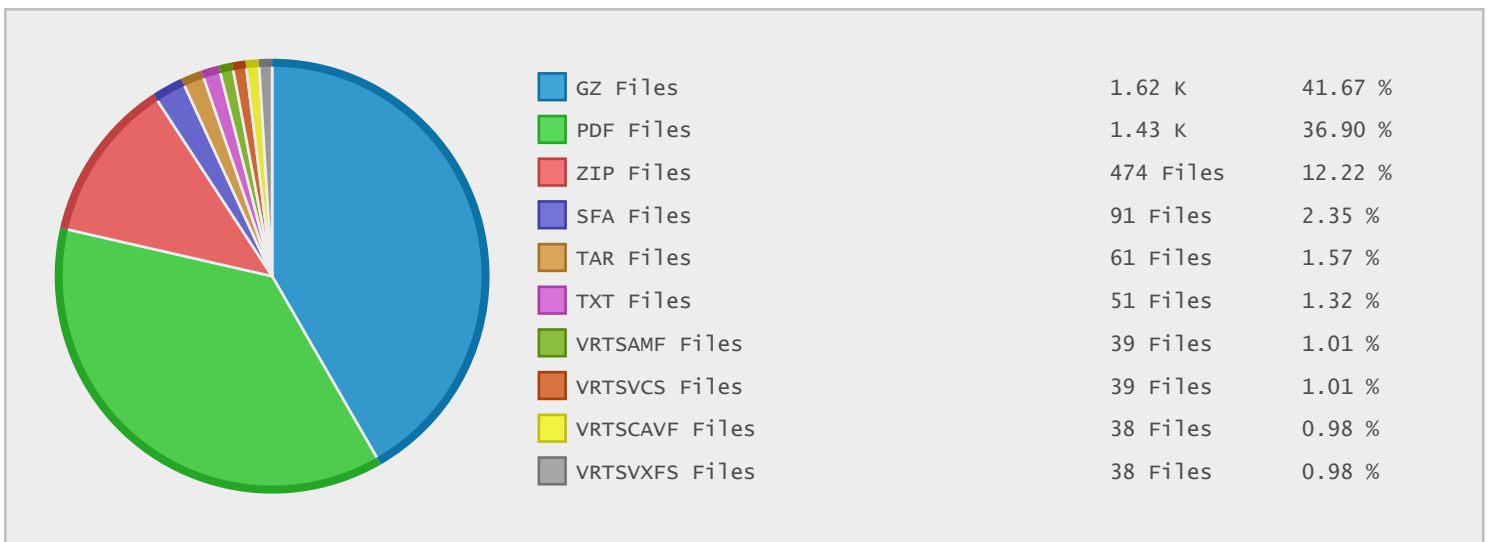 GZ Files 1.62 K 41.67 %
PDF Files 1.43 K 36.90 %
ZIP Files 474 Files 12.22 %
SFA Files 91 Files 2.35 %
TAR Files 61 Files 1.57 %
TXT Files 51 Files 1.32 %
VRTSAMF Files 39 Files 1.01 %
VRTSVCS Files 39 Files 1.01 %
VRTSCAVF Files 38 Files 0.98 %
VRTSVXFS Files 38 Files 0.98 %